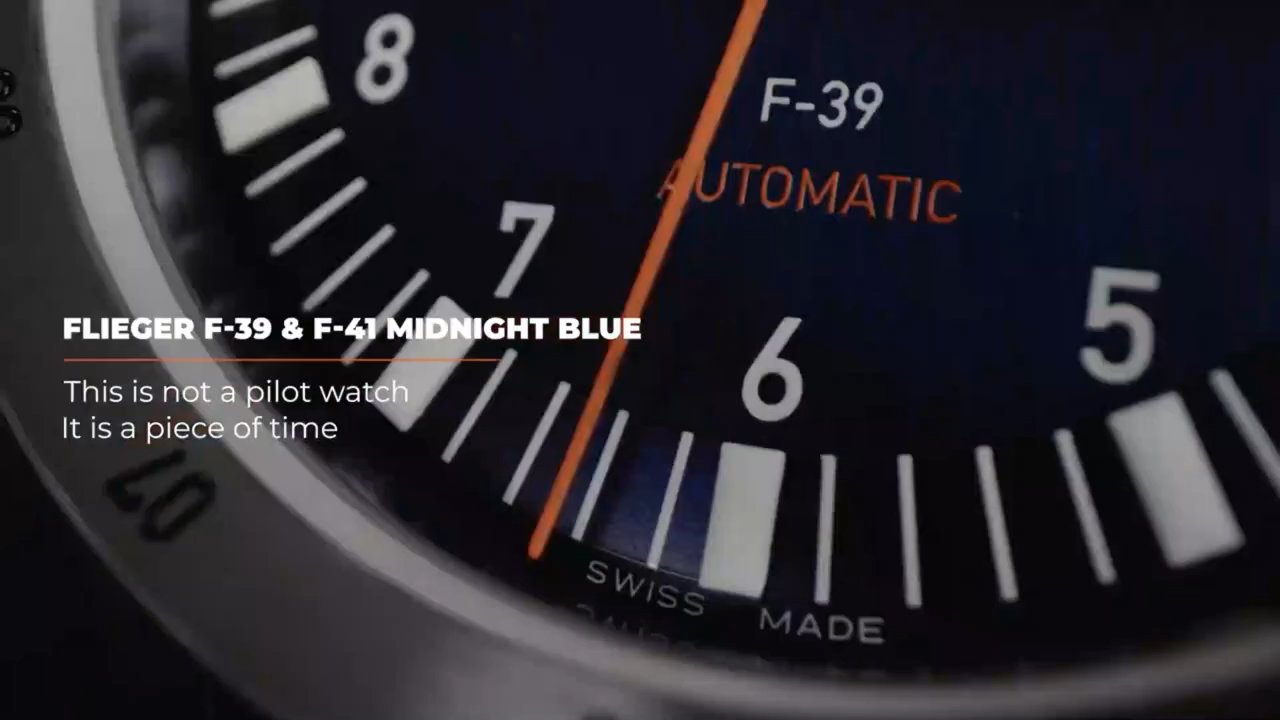 8
F-39
AUTOMATIC
7
5
FLIEGER F-39 & F-41 MIDNIGHT BLUE
6
This is not a pilot watch
It is a piece of time
01
SWISS MADE